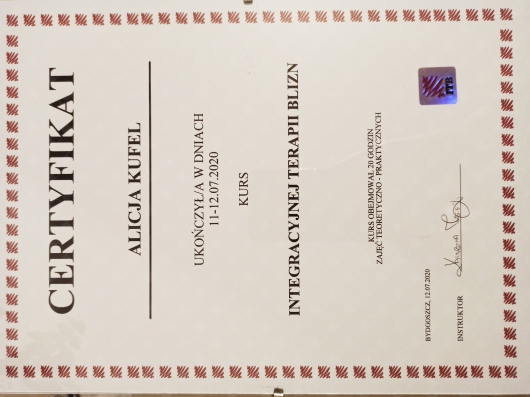 CERTYFIKAT
ALICJA KUFEL
UKOŃCZYŁ/A W DNIACH
11-12.07.2020
KURS
INTEGRACYJNEJ TERAPII BLIZN
KURS OBEJMOWAŁ 20 GODZIN
ZAJĘĆ TEORETYCZNO - PRAKTYCZNYCH
ITB
BYDGOSZCZ, 12.07.2020
INSTRUKTOR